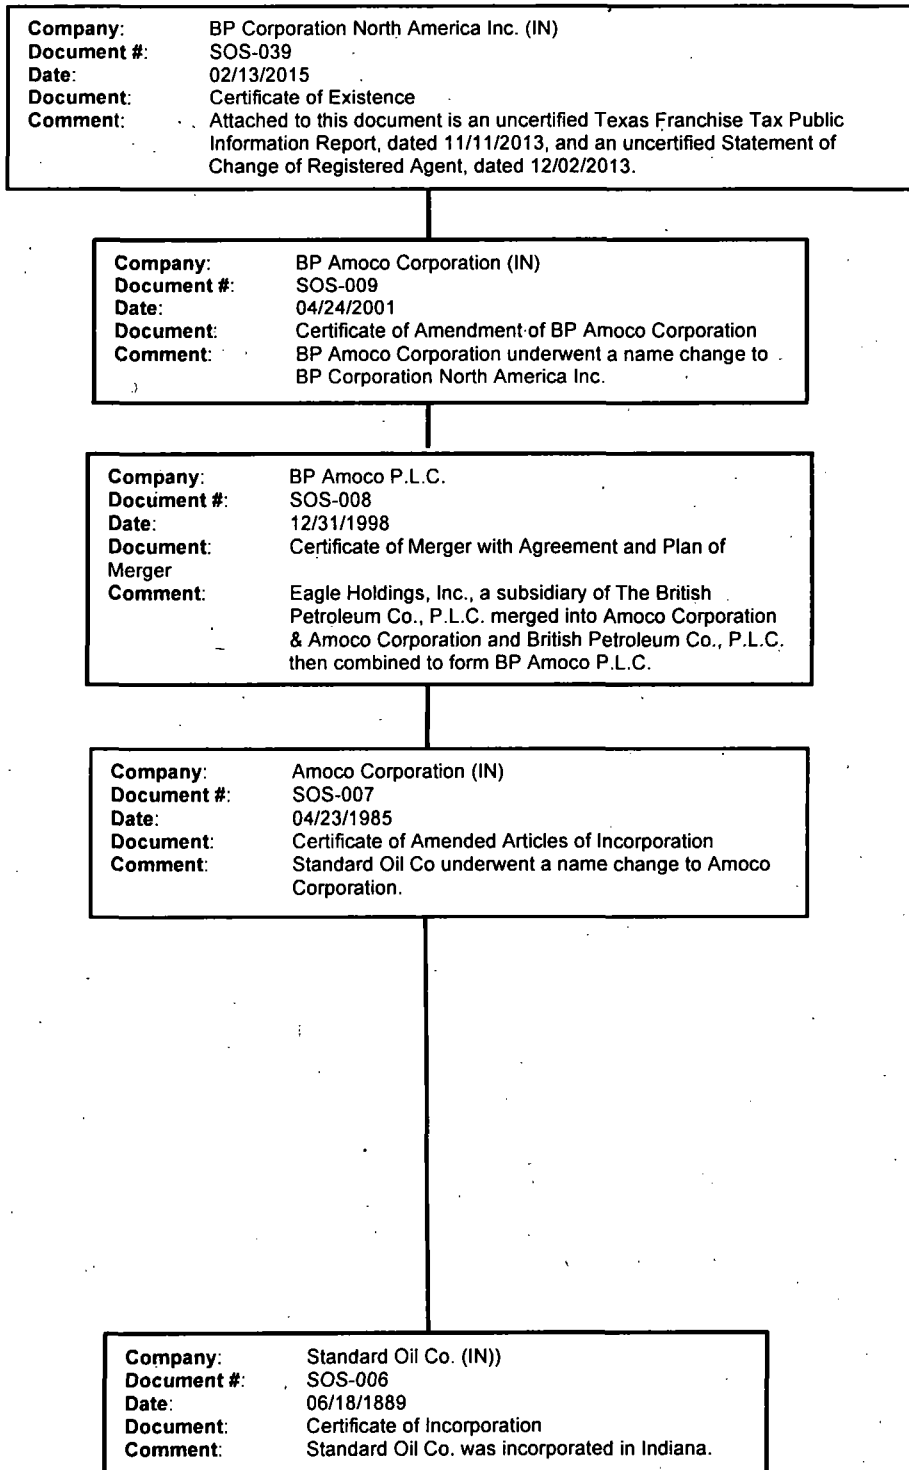 Company: BP Corporation North America Inc. (IN)
Document #: SOS-039
Date: 02/13/2015
Document: Certificate of Existence
Comment: Attached to this document is an uncertified Texas Franchise Tax Public
Information Report, dated 11/11/2013, and an uncertified Statement of
Change of Registered Agent, dated 12/02/2013.
Company: BP Amoco Corporation (IN)
Document #: SOS-009
Date: 04/24/2001
Document: Certificate of Amendment of BP Amoco Corporation
Comment: BP Amoco Corporation underwent a name change to
BP Corporation North America Inc.
Company: BP Amoco P.L.C.
Document #: SOS-008
Date: 12/31/1998
Document: Certificate of Merger with Agreement and Plan of
Merger
Comment: Eagle Holdings, Inc., a subsidiary of The British
Petroleum Co., P.L.C. merged into Amoco Corporation
& Amoco Corporation and British Petroleum Co., P.L.C.
then combined to form BP Amoco P.L.C.
Company: Amoco Corporation (IN)
Document #: SOS-007
Date: 04/23/1985
Document: Certificate of Amended Articles of Incorporation
Comment: Standard Oil Co underwent a name change to Amoco
Corporation.
Company: Standard Oil Co. (IN))
Document #: SOS-006
Date: 06/18/1889
Document: Certificate of Incorporation
Comment: Standard Oil Co. was incorporated in Indiana.